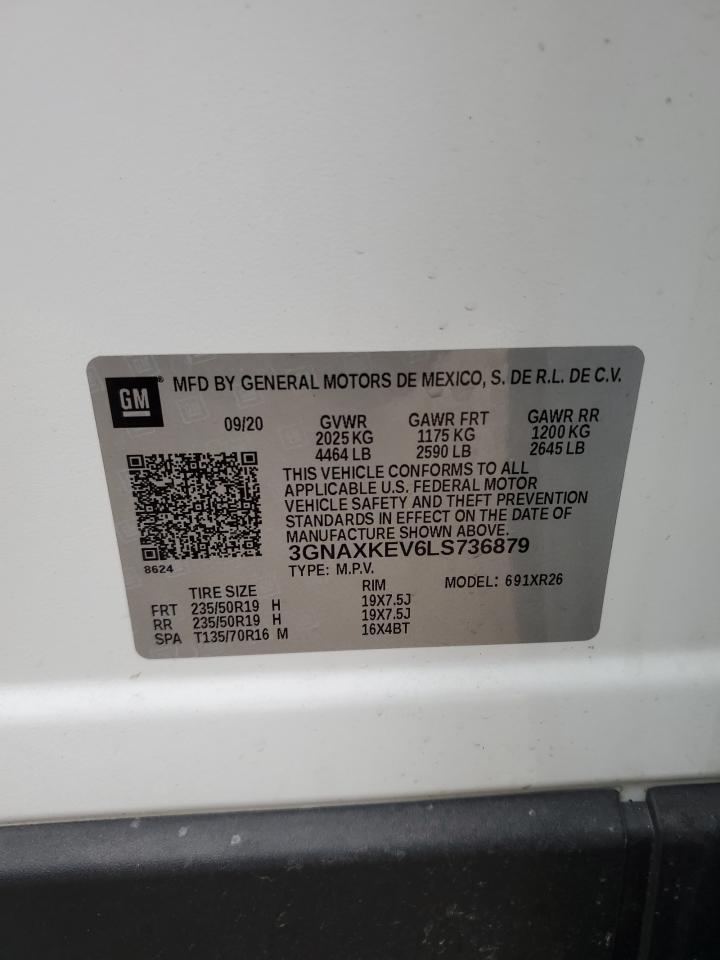 GM ® MFD BY GENERAL MOTORS DE MEXICO, S. DE R.L. DE C.V.
09/20 GVWR GAWR FRT GAWR RR
2025 KG 1175 KG 1200 KG
4464 LB 2590 LB 2645 LB
THIS VEHICLE CONFORMS TO ALL
APPLICABLE U.S. FEDERAL MOTOR
VEHICLE SAFETY AND THEFT PREVENTION
STANDARDS IN EFFECT ON THE DATE OF
MANUFACTURE SHOWN ABOVE.
3GNAXKEV6LS736879
8624 TYPE: M.P.V. MODEL: 691XR26
TIRE SIZE RIM
FRT 235/50R19 H 19X7.5J
RR 235/50R19 H 19X7.5J
SPA T135/70R16 M 16X4BT